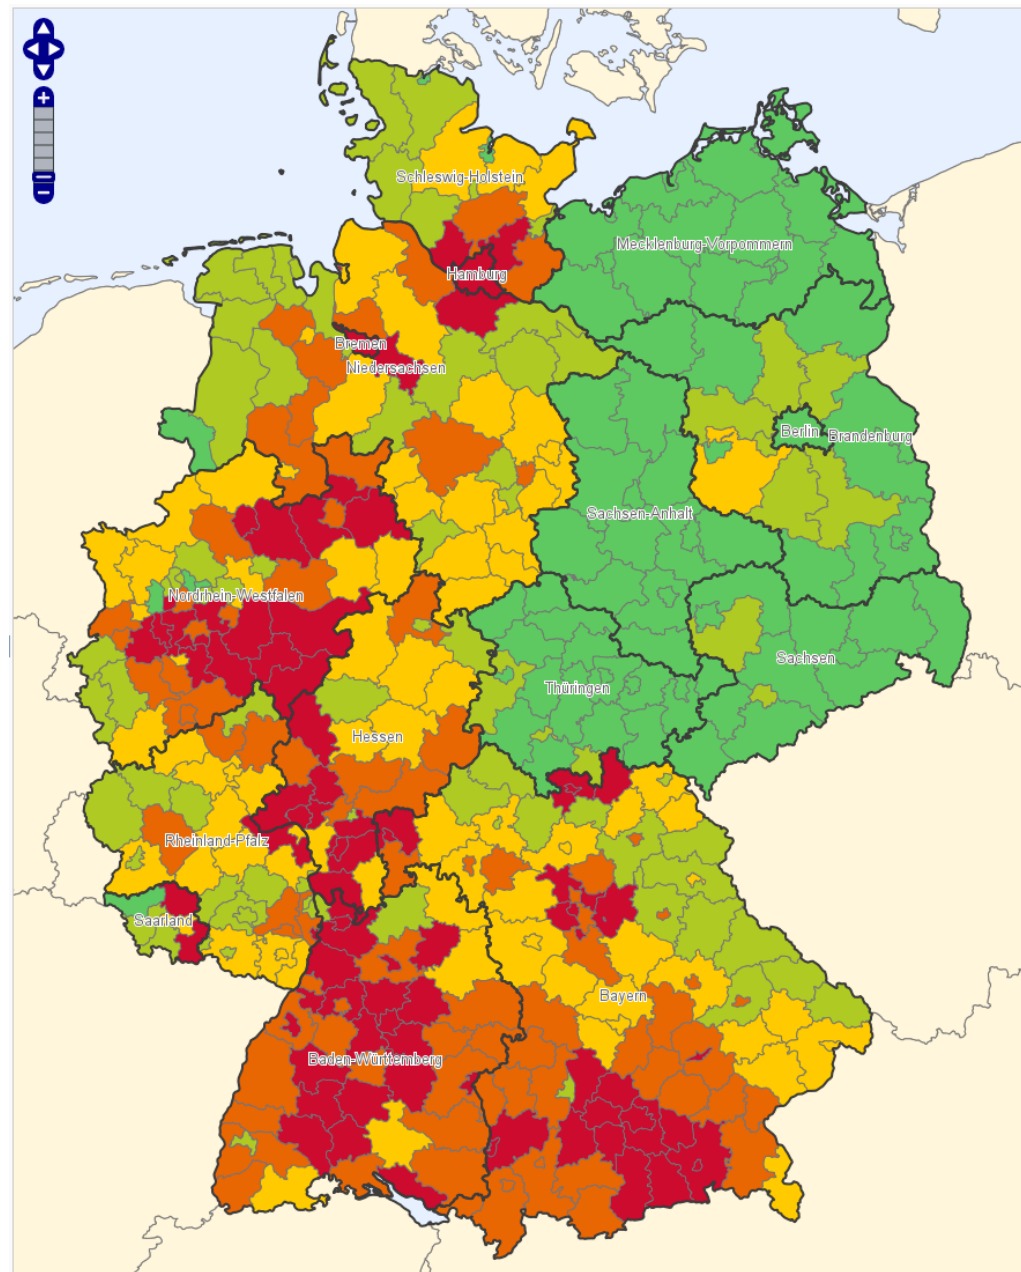 Schleswig-Holstein
Mecklenburg-Vorpommern
Hamburg
Bremen
Niedersachsen
Berlin
Brandenburg
Sachsen-Anhalt
Nordrhein-Westfalen
Sachsen
Thüringen
Hessen
Rheinland-Pfalz
Saarland
Bayern
Baden-Württemberg